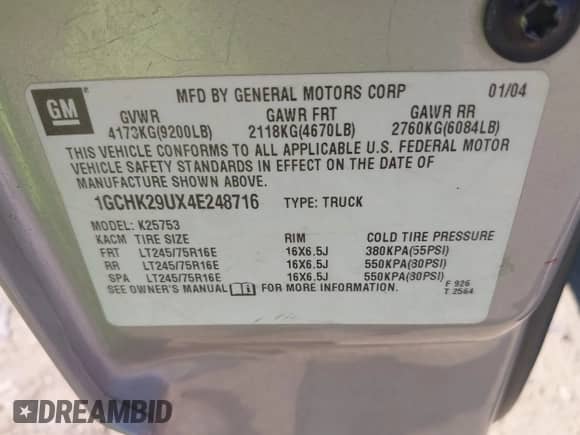 GM
MFD BY GENERAL MOTORS CORP 01/04
GVWR GAWR FRT GAWR RR
4173KG(9200LB) 2118KG(4670LB) 2760KG(6084LB)
THIS VEHICLE CONFORMS TO ALL APPLICABLE U.S. FEDERAL MOTOR
VEHICLE SAFETY STANDARDS IN EFFECT ON THE DATE OF
MANUFACTURE SHOWN ABOVE.
1GCHK29UX4E248716 TYPE: TRUCK
MODEL: K25753
KACM TIRE SIZE RIM COLD TIRE PRESSURE
FRT LT245/75R16E 16X6.5J 380KPA(55PSI)
RR LT245/75R16E 16X6.5J 550KPA(80PSI)
SPA LT245/75R16E 16X6.5J 550KPA(80PSI)
SEE OWNER'S MANUAL FOR MORE INFORMATION.
F 926
T 2564
DREAMBID